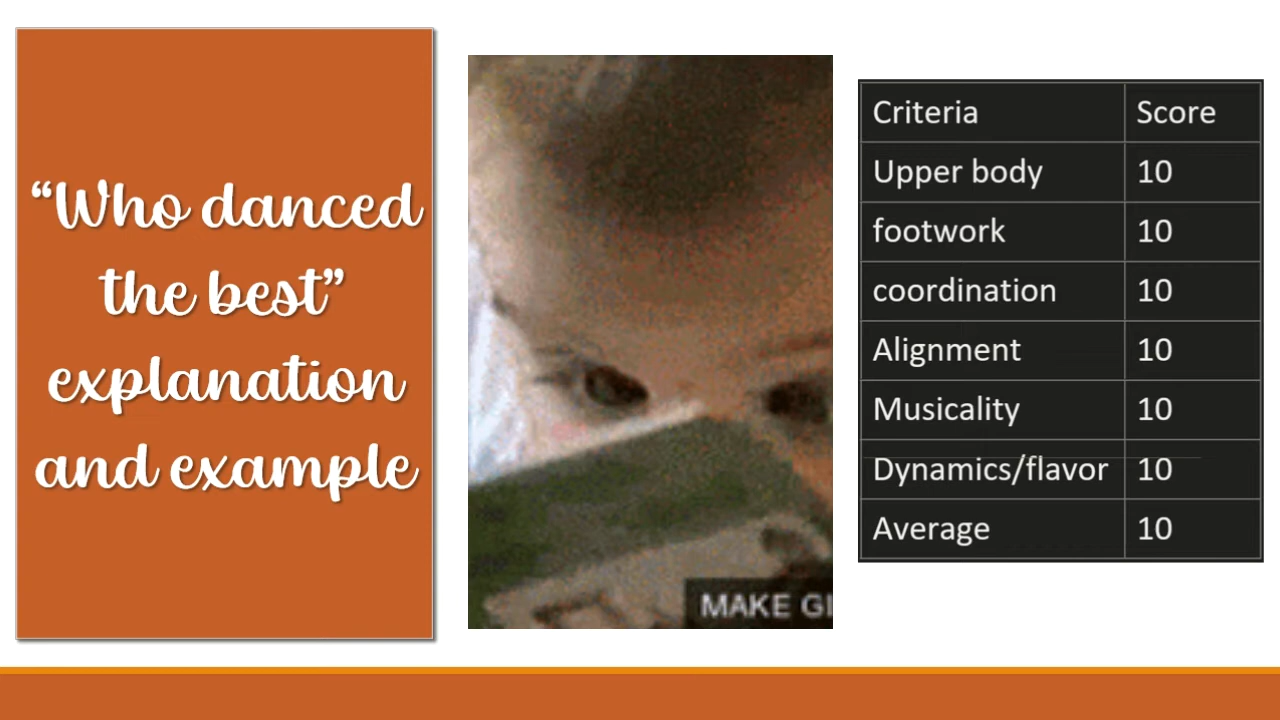 “Who danced
the best”
explanation
and example
MAKE GI
Criteria Score
Upper body 10
footwork 10
coordination 10
Alignment 10
Musicality 10
Dynamics/flavor 10
Average 10